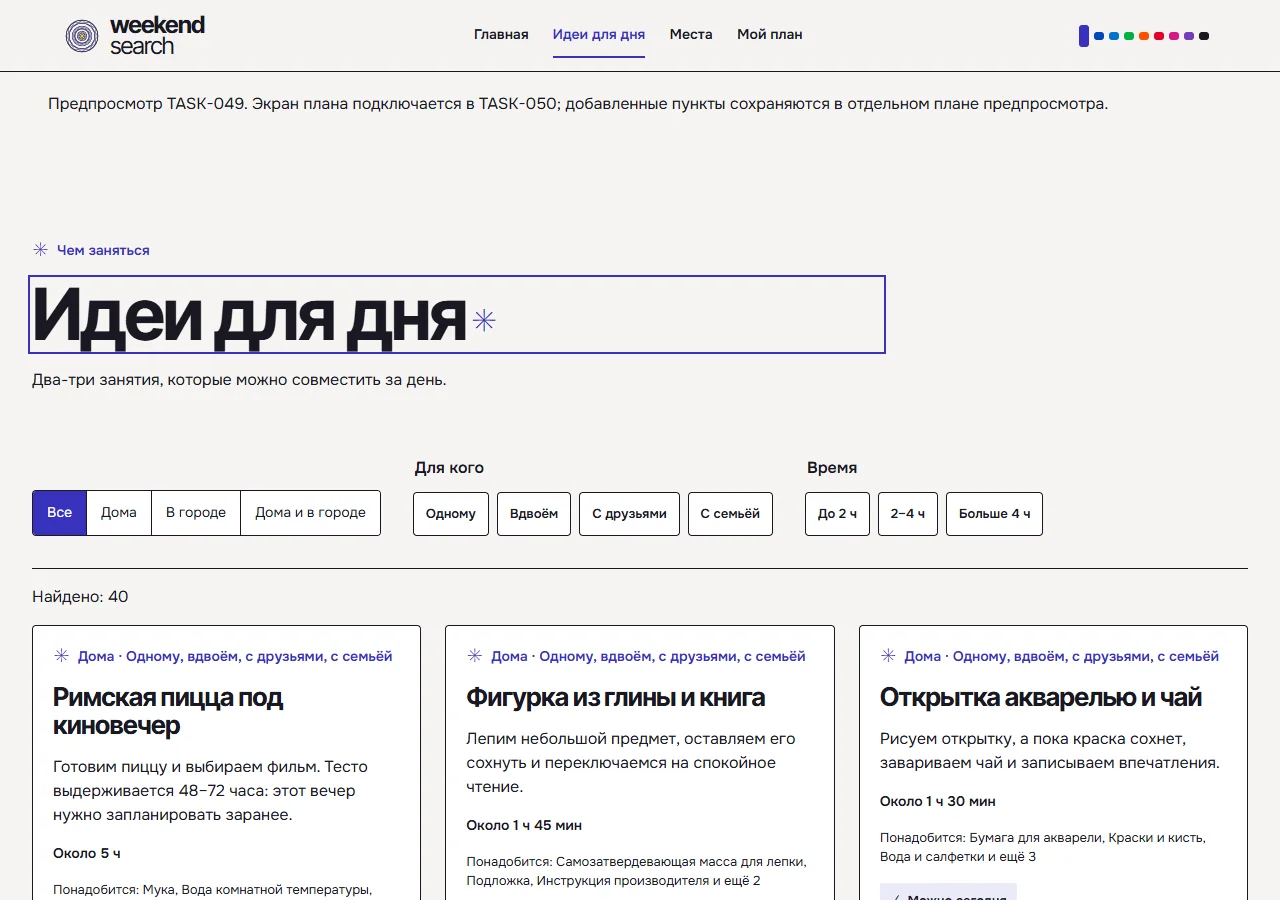 weekend
search
Главная
Идеи для дня
Места
Мой план
Предпросмотр TASK-049. Экран плана подключается в TASK-050; добавленные пункты сохраняются в отдельном плане предпросмотра.
Чем заняться
Идеи для дня
Два-три занятия, которые можно совместить за день.
Все
Дома
В городе
Дома и в городе
Для кого
Одному
Вдвоём
С друзьями
С семьёй
Время
До 2 ч
2–4 ч
Больше 4 ч
Найдено: 40
Дома · Одному, вдвоём, с друзьями, с семьёй
Римская пицца под
киновечер
Готовим пиццу и выбираем фильм. Тесто
выдерживается 48–72 часа: этот вечер
нужно запланировать заранее.
Около 5 ч
Понадобится: Мука, Вода комнатной температуры,
Дома · Одному, вдвоём, с друзьями, с семьёй
Фигурка из глины и книга
Лепим небольшой предмет, оставляем его
сохнуть и переключаемся на спокойное
чтение.
Около 1 ч 45 мин
Понадобится: Самозатвердевающая масса для лепки,
Подложка, Инструкция производителя и ещё 2
Дома · Одному, вдвоём, с друзьями, с семьёй
Открытка акварелью и чай
Рисуем открытку, а пока краска сохнет,
завариваем чай и записываем впечатления.
Около 1 ч 30 мин
Понадобится: Бумага для акварели, Краски и кисть,
Вода и салфетки и ещё 3
Можно сегодня